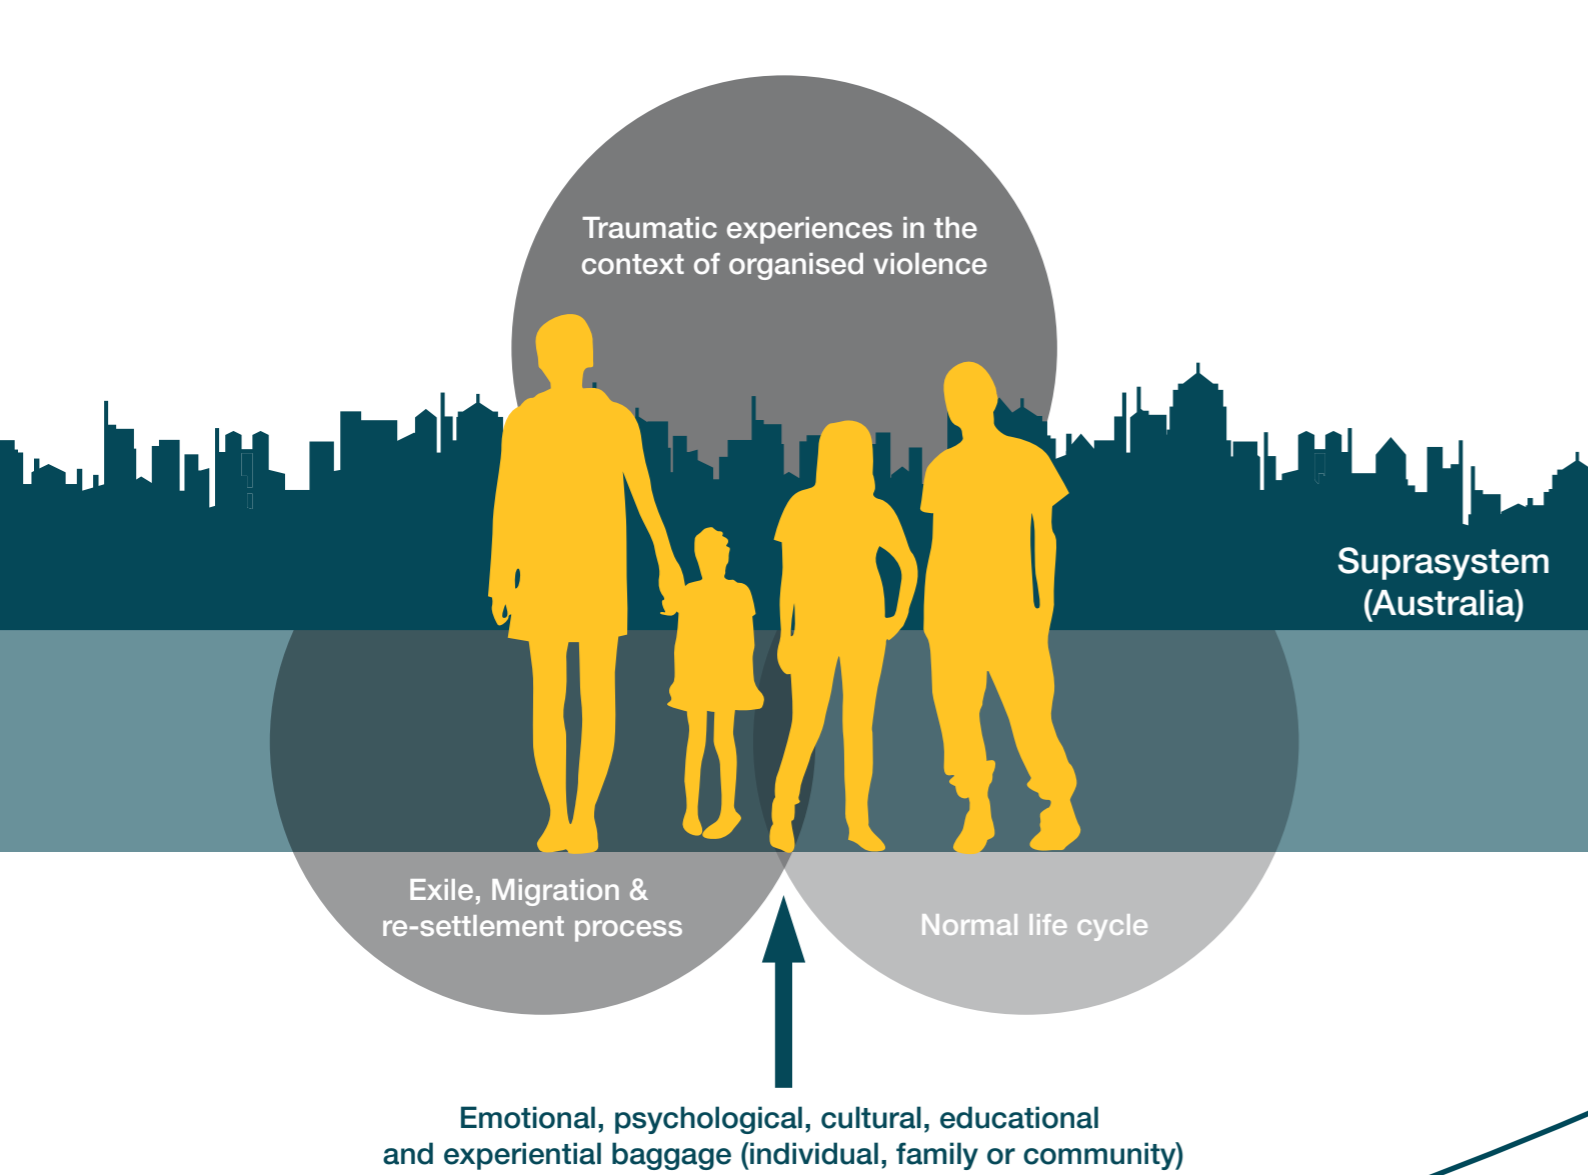 Traumatic experiences in the
context of organised violence
Suprasystem
(Australia)
Exile, Migration &
re-settlement process
Normal life cycle
Emotional, psychological, cultural, educational
and experiential baggage (individual, family or community)